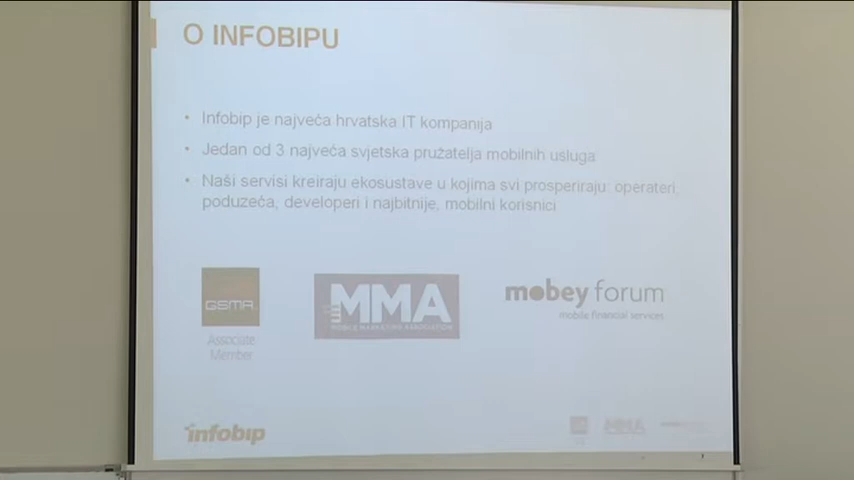 O INFOBIPU
• Infobip je najveća hrvatska IT kompanija
• Jedan od 3 najveća svjetska pružatelja mobilnih usluga
• Naši servisi kreiraju ekosustave u kojima svi prosperiraju: operateri,
poduzeća, developeri i najbitnije, mobilni korisnici
GSMA
Associate
Member
MMA
MOBILE MARKETING ASSOCIATION
mobey forum
mobile financial services
infobip
MMA